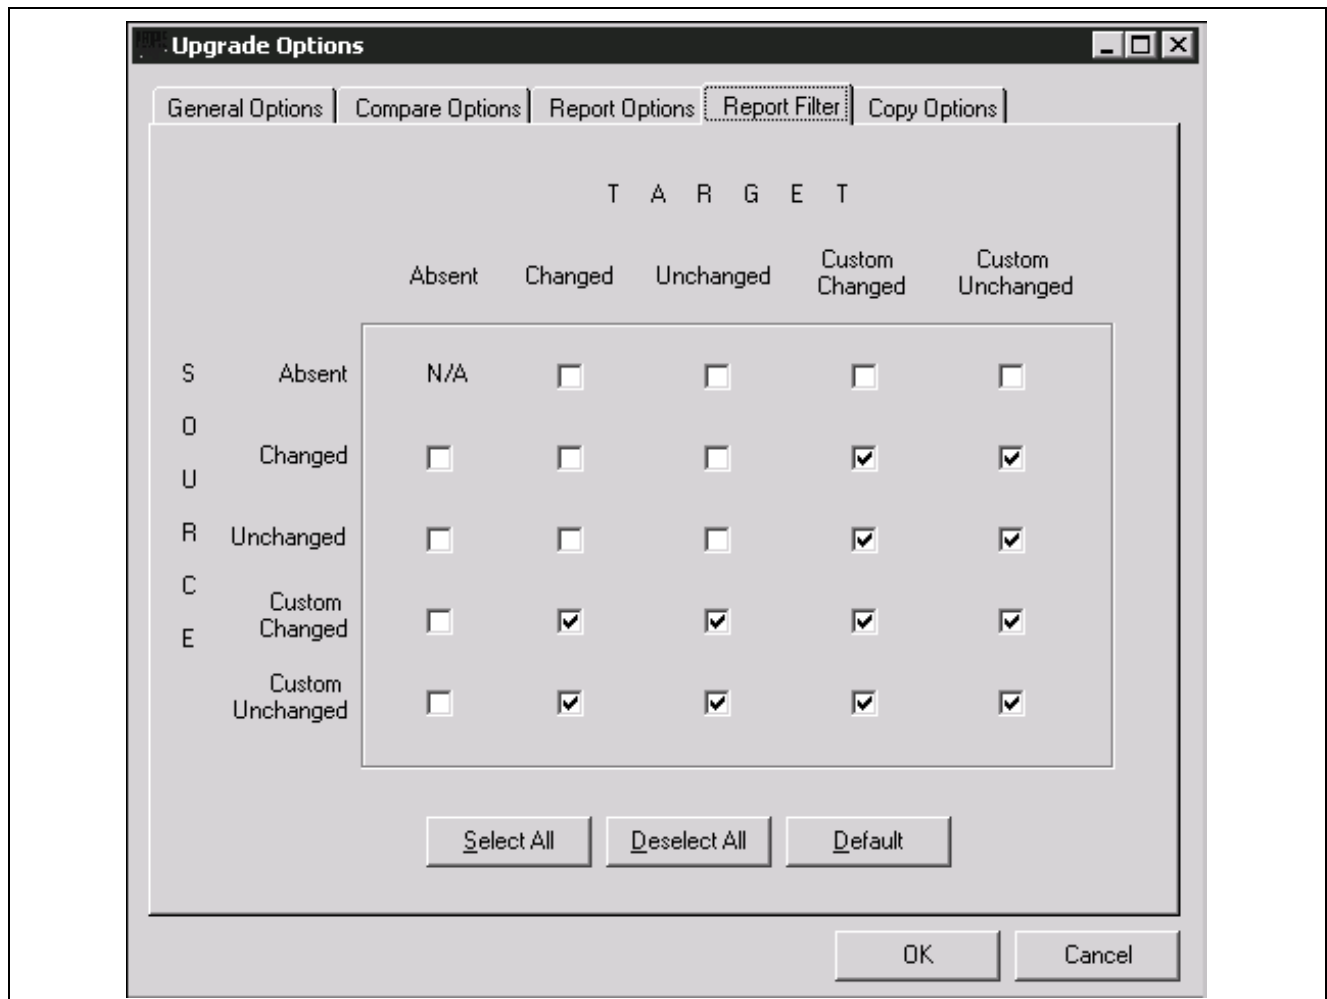 Upgrade Options
General Options Compare Options Report Options Report Filter Copy Options
T A R G E T
Absent Changed Unchanged Custom Changed Custom Unchanged
S O U R C E
Absent N/A
Changed
Unchanged
Custom
Changed
Custom
Unchanged
Select All Deselect All Default
OK Cancel